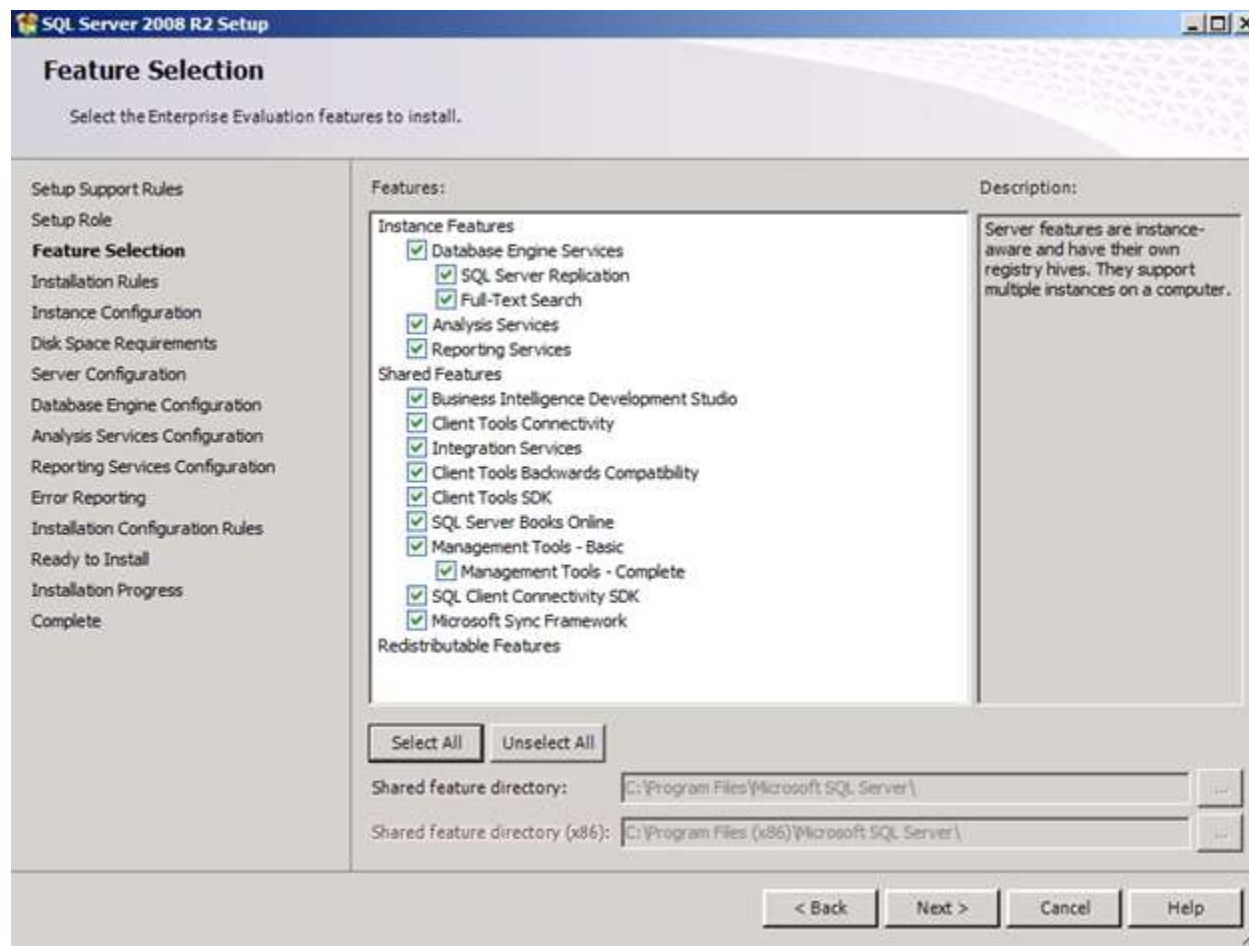 SQL Server 2008 R2 Setup
Feature Selection
Select the Enterprise Evaluation features to install.
Setup Support Rules
Setup Role
Feature Selection
Installation Rules
Instance Configuration
Disk Space Requirements
Server Configuration
Database Engine Configuration
Analysis Services Configuration
Reporting Services Configuration
Error Reporting
Installation Configuration Rules
Ready to Install
Installation Progress
Complete
Features:
Instance Features
Database Engine Services
SQL Server Replication
Full-Text Search
Analysis Services
Reporting Services
Shared Features
Business Intelligence Development Studio
Client Tools Connectivity
Integration Services
Client Tools Backwards Compatibility
Client Tools SDK
SQL Server Books Online
Management Tools - Basic
Management Tools - Complete
SQL Client Connectivity SDK
Microsoft Sync Framework
Redistributable Features
Description:
Server features are instance-
aware and have their own
registry hives. They support
multiple instances on a computer.
Select All
Unselect All
Shared feature directory:
C:\Program Files\Microsoft SQL Server\
...
Shared feature directory (x86):
C:\Program Files (x86)\Microsoft SQL Server\
...
< Back
Next >
Cancel
Help